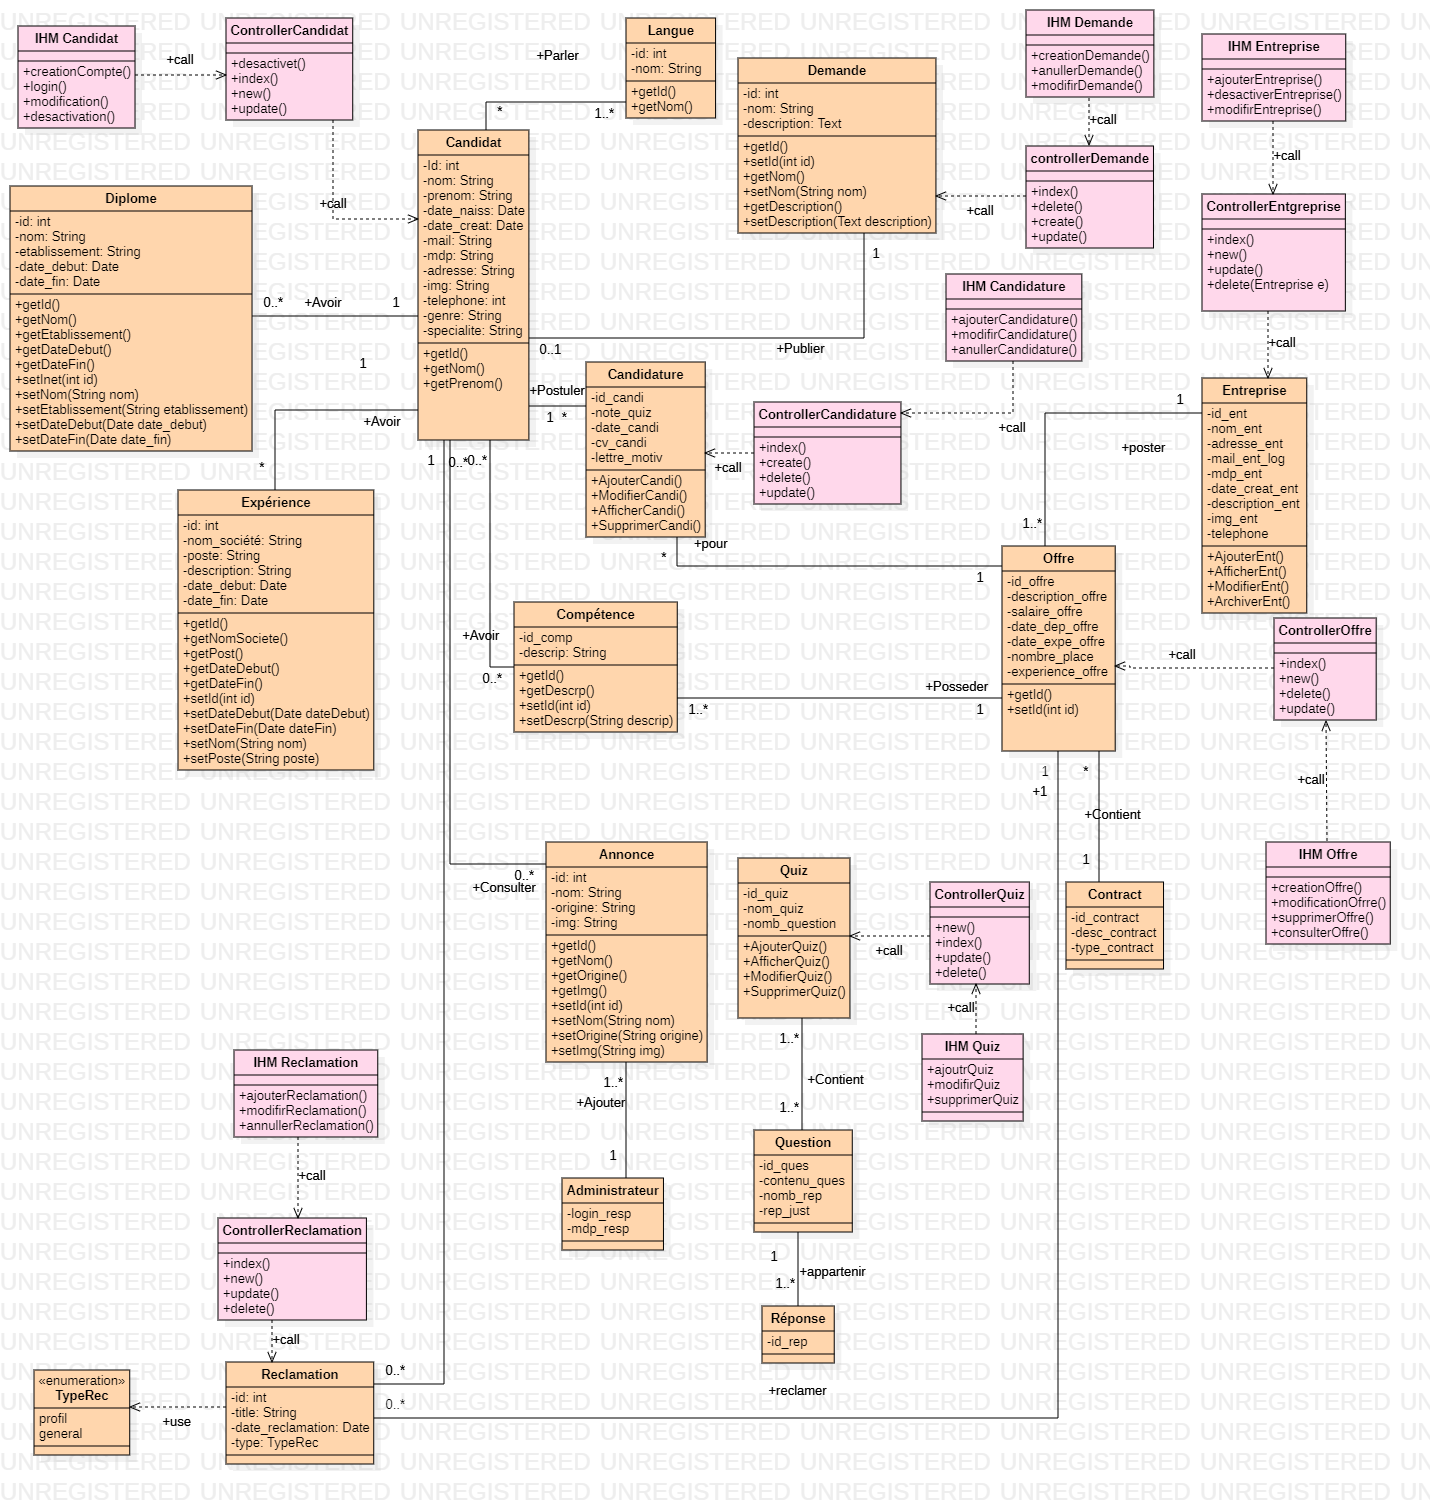 IHM Candidat
+creationCompte()
+login()
+modification()
+desactivation()
+call
ControllerCandidat
+desactivet()
+index()
+new()
+update()
+call
+Parler
*
1..*
Langue
-id: int
-nom: String
+getId()
+getNom()
Demande
-id: int
-nom: String
-description: Text
+getId()
+setId(int id)
+getNom()
+setNom(String nom)
+getDescription()
+setDescription(Text description)
IHM Demande
+creationDemande()
+anullerDemande()
+modifirDemande()
+call
controllerDemande
+index()
+delete()
+create()
+update()
+call
IHM Entreprise
+ajouterEntreprise()
+desactiverEntreprise()
+modifirEntreprise()
+call
ControllerEntgreprise
+index()
+new()
+update()
+delete(Entreprise e)
+call
Candidat
-Id: int
-nom: String
-prenom: String
-date_naiss: Date
-date_creat: Date
-mail: String
-mdp: String
-adresse: String
-img: String
-telephone: int
-genre: String
-specialite: String
+getId()
+getNom()
+getPrenom()
Diplome
-id: int
-nom: String
-etablissement: String
-date_debut: Date
-date_fin: Date
+getId()
+getNom()
+getEtablissement()
+getDateDebut()
+getDateFin()
+setInet(int id)
+setNom(String nom)
+setEtablissement(String etablissement)
+setDateDebut(Date date_debut)
+setDateFin(Date date_fin)
0..*
+Avoir
1
1
+Avoir
*
1
0..1
+Publier
IHM Candidature
+ajouterCandidature()
+modifirCandidature()
+anullerCandidature()
+call
ControllerCandidature
+index()
+create()
+delete()
+update()
+call
+Postuler
1
*
Candidature
-id_candi
-note_quiz
-date_candi
-cv_candi
-lettre_motiv
+AjouterCandi()
+ModifierCandi()
+AfficherCandi()
+SupprimerCandi()
+pour
*
1
Entreprise
-id_ent
-nom_ent
-adresse_ent
-mail_ent_log
-mdp_ent
-date_creat_ent
-description_ent
-img_ent
-telephone
+AjouterEnt()
+AfficherEnt()
+ModifierEnt()
+ArchiverEnt()
1
+poster
1..*
Expérience
-id: int
-nom_société: String
-poste: String
-description: String
-date_debut: Date
-date_fin: Date
+getId()
+getNomSociete()
+getPost()
+getDateDebut()
+getDateFin()
+setId(int id)
+setDateDebut(Date dateDebut)
+setDateFin(Date dateFin)
+setNom(String nom)
+setPoste(String poste)
1
0..*
0..*
+Avoir
0..*
Compétence
-id_comp
-descrip: String
+getId()
+getDescrp()
+setId(int id)
+setDescrp(String descrip)
+Posseder
1..*
1
Offre
-id_offre
-description_offre
-salaire_offre
-date_dep_offre
-date_expe_offre
-nombre_place
-experience_offre
+getId()
+setId(int id)
+call
ControllerOffre
+index()
+new()
+delete()
+update()
+call
IHM Offre
+creationOffre()
+modificationOfrre()
+supprimerOffre()
+consulterOffre()
1
+1
*
+Contient
1
Contract
-id_contract
-desc_contract
-type_contract
0..*
+Consulter
Annonce
-id: int
-nom: String
-origine: String
-img: String
+getId()
+getNom()
+getOrigine()
+getImg()
+setId(int id)
+setNom(String nom)
+setOrigine(String origine)
+setImg(String img)
1..*
+Ajouter
1
Administrateur
-login_resp
-mdp_resp
Quiz
-id_quiz
-nom_quiz
-nomb_question
+AjouterQuiz()
+AfficherQuiz()
+ModifierQuiz()
+SupprimerQuiz()
+call
ControllerQuiz
+new()
+index()
+update()
+delete()
+call
IHM Quiz
+ajoutrQuiz
+modifirQuiz
+supprimerQuiz
1..*
+Contient
1..*
Question
-id_ques
-contenu_ques
-nomb_rep
-rep_just
1
+appartenir
1..*
Réponse
-id_rep
IHM Reclamation
+ajouterReclamation()
+modifirReclamation()
+annullerReclamation()
+call
ControllerReclamation
+index()
+new()
+update()
+delete()
+call
Reclamation
-id: int
-title: String
-date_reclamation: Date
-type: TypeRec
0..*
0..*
+reclamer
+use
«enumeration»
TypeRec
profil
general
UNREGISTERED